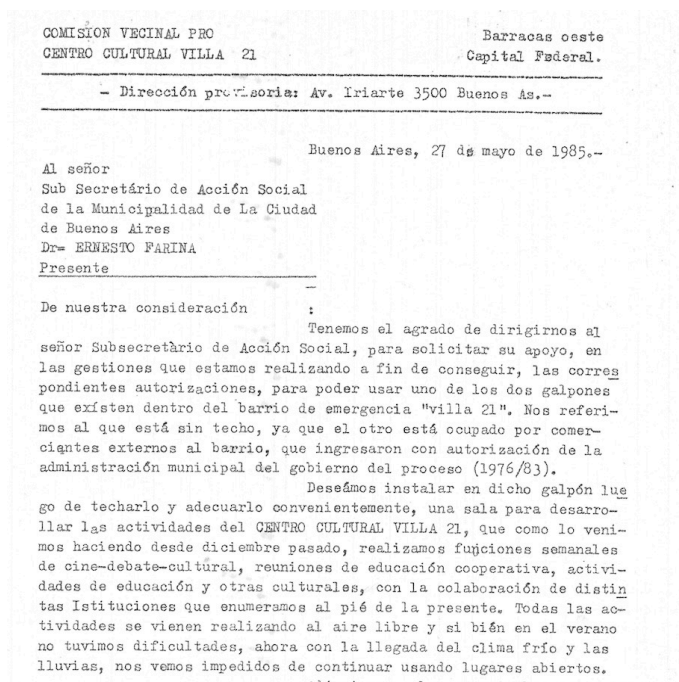 COMISION VECINAL PRO
CENTRO CULTURAL VILLA 21
Barracas oeste
Capital Federal.
- Dirección provisoria: Av. Iriarte 3500 Buenos As.-
Buenos Aires, 27 de mayo de 1985.-
Al señor
Sub Secretário de Acción Social
de la Municipalidad de La Ciudad
de Buenos Aires
Dr= ERNESTO FARINA
Presente
De nuestra consideración :
Tenemos el agrado de dirigirnos al
señor Subsecretàrio de Acción Social, para solicitar su apoyo, en
las gestiones que estamos realizando a fin de conseguir, las corres
pondientes autorizaciones, para poder usar uno de los dos galpones
que exísten dentro del barrio de emergencia "villa 21". Nos referi-
mos al que está sin techo, ya que el otro está ocupado por comer-
ciantes externos al barrio, que ingresaron con autorización de la
administración municipal del gobierno del proceso (1976/83).
Deseámos instalar en dicho galpón lue
go de techarlo y adecuarlo convenientemente, una sala para desarro-
llar las actividades del CENTRO CULTURAL VILLA 21, que como lo veni-
mos haciendo desde diciembre pasado, realizamos funciones semanales
de cine-debate-cultural, reuniones de educación cooperativa, activi-
dades de educación y otras culturales, con la colaboración de distin
tas Istituciones que enumeramos al pié de la presente. Todas las ac-
tividades se vienen realizando al aire libre y si bién en el verano
no tuvimos dificultades, ahora con la llegada del clima frío y las
lluvias, nos vemos impedidos de continuar usando lugares abiertos.